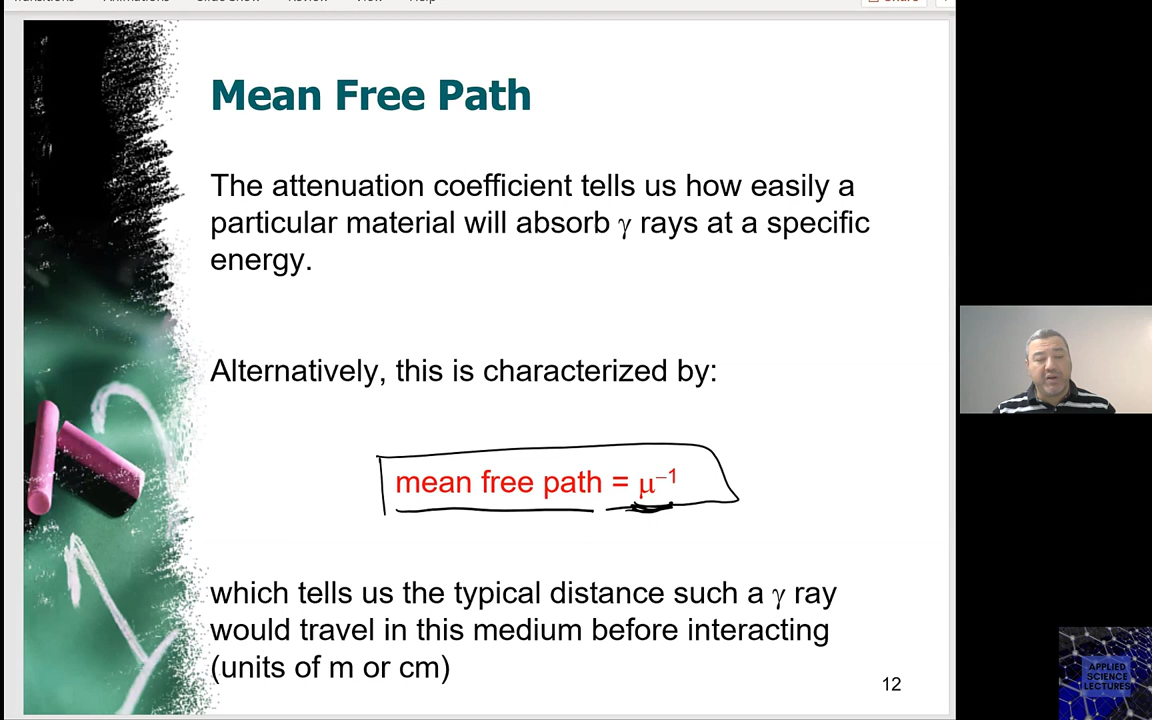 Mean Free Path
The attenuation coefficient tells us how easily a
particular material will absorb γ rays at a specific
energy.
Alternatively, this is characterized by:
mean free path = μ⁻¹
which tells us the typical distance such a γ ray
would travel in this medium before interacting
(units of m or cm)
12
APPLIED
SCIENCE
LECTURES